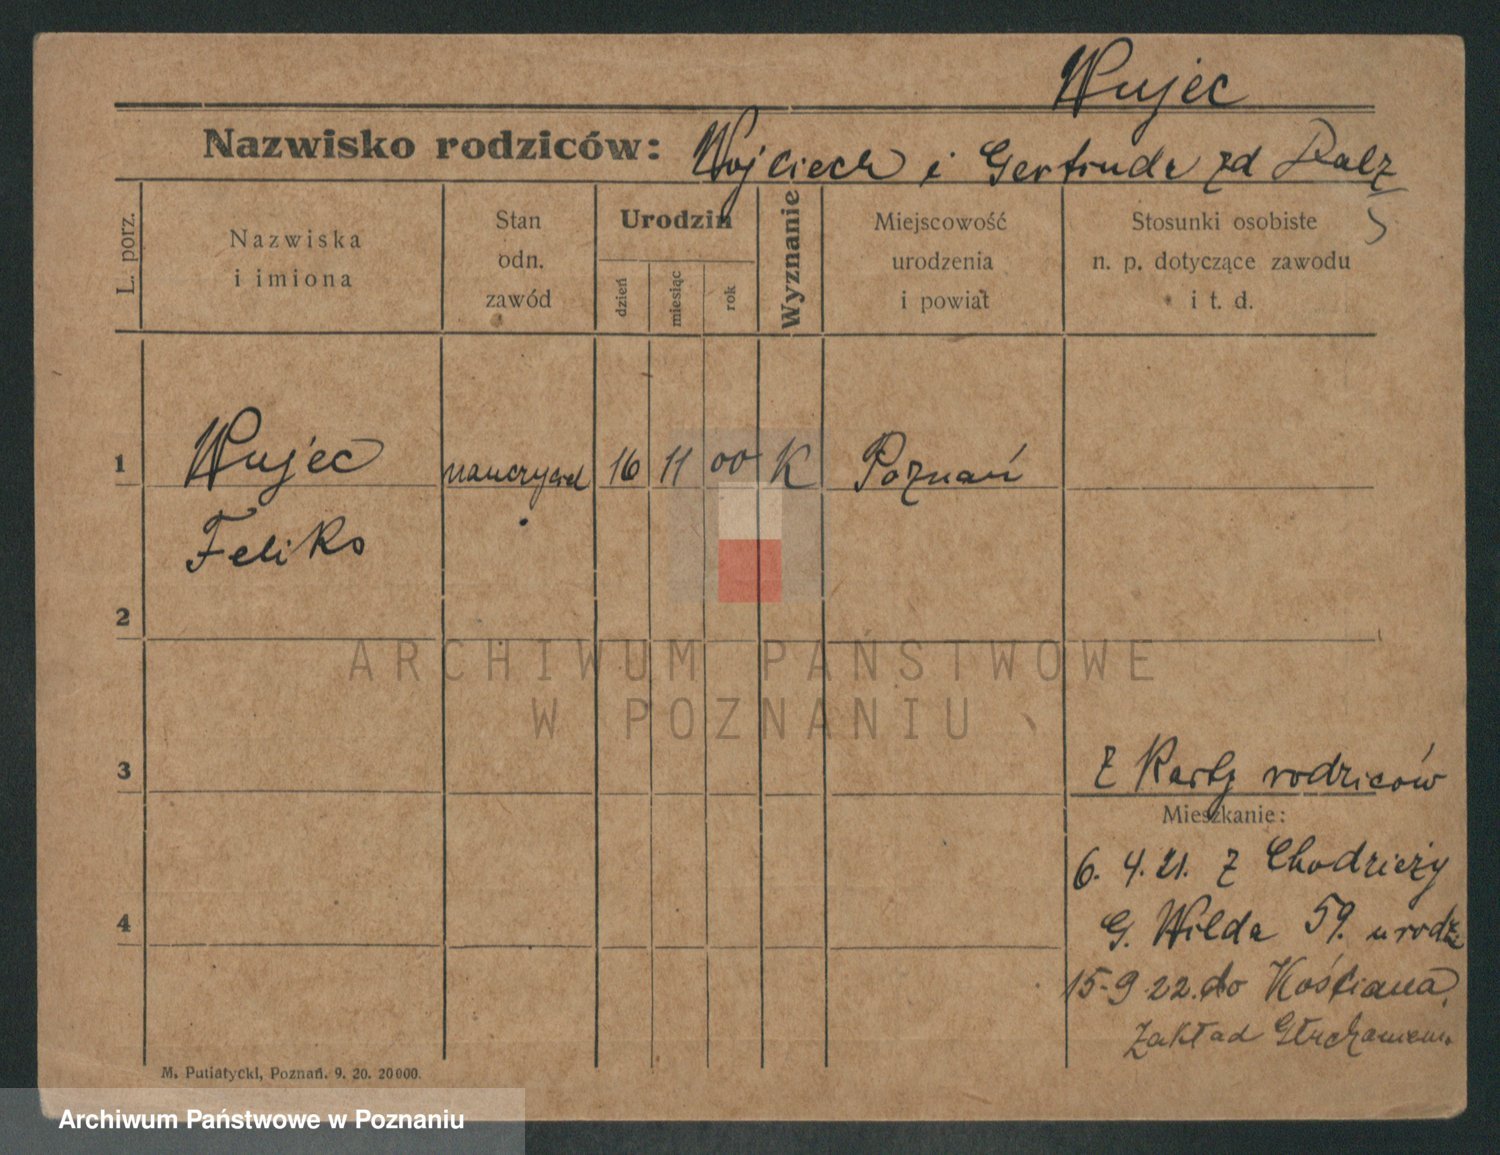 Wujec
Nazwisko rodziców: Wojciech i Gertruda zd
L. porz.
Nazwiska
i imiona
Stan
odn.
zawód
Urodzin
dzień
miesiąc
rok
Wyznanie
Miejscowość
urodzenia
i powiat
Stosunki osobiste
n. p. dotyczące zawodu
i t. d.
1 Wujec nauczyciel 16 11 00 K Poznań
Feliks
2
ARCHIWUM PAŃSTWOWE
W POZNANIU
3
Z Karty rodziców
Mieszkanie:
6. 4. 21. z Chodzieży
4
G. Wilda 59. u rodz.
15-9-22. do Kościana
Zakład
M. Putiatycki, Poznań. 9. 20. 20000.
Archiwum Państwowe w Poznaniu